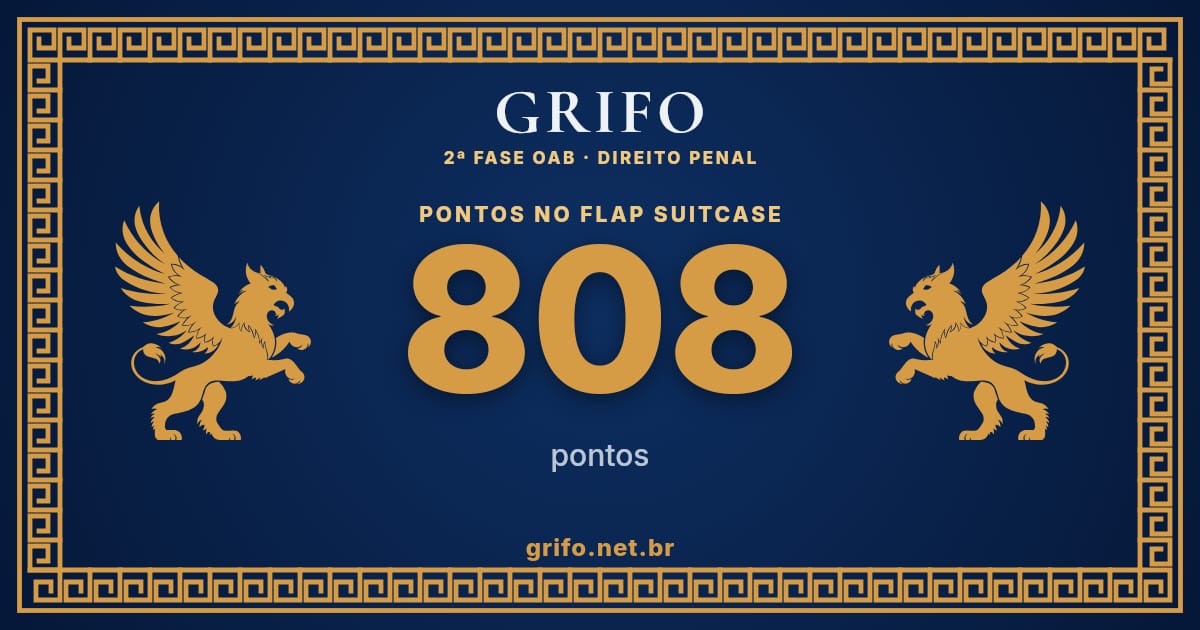 GRIFO
2ª FASE OAB · DIREITO PENAL
PONTOS NO FLAP SUITCASE
808
pontos
grifo.net.br